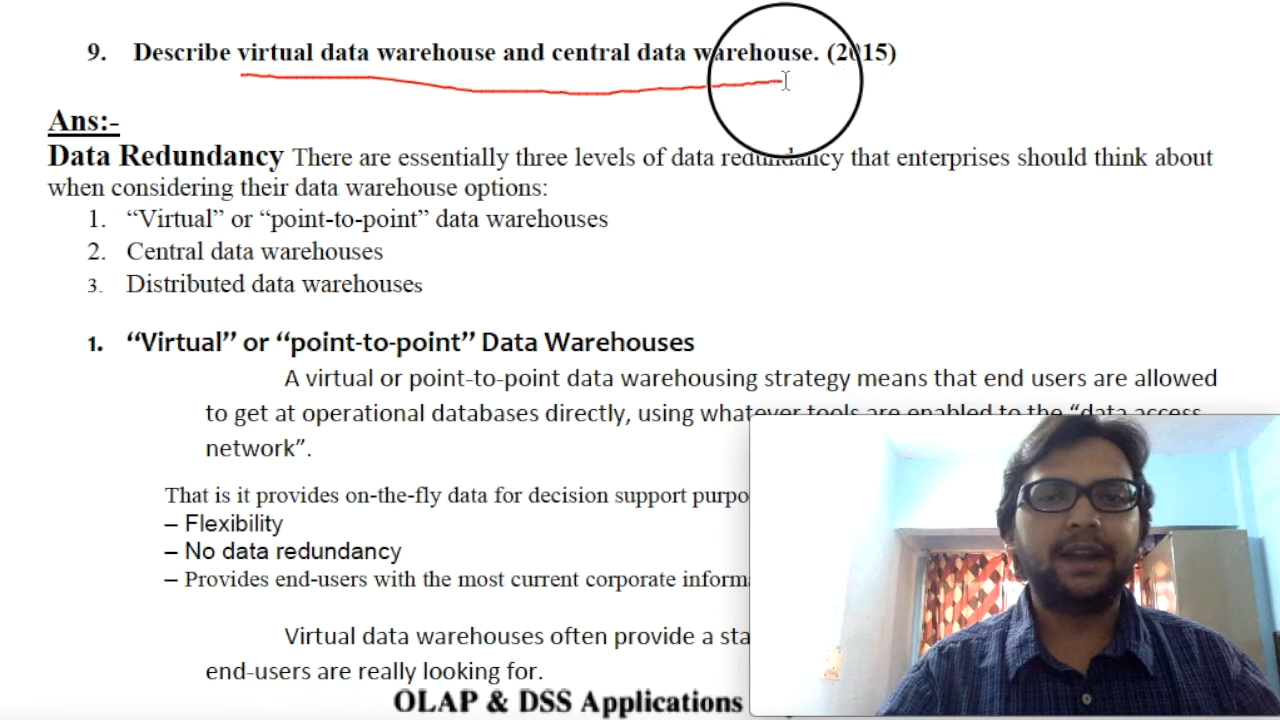 9. Describe virtual data warehouse and central data warehouse. (2015)
Ans:-
Data Redundancy There are essentially three levels of data redundancy that enterprises should think about
when considering their data warehouse options:
1. “Virtual” or “point-to-point” data warehouses
2. Central data warehouses
3. Distributed data warehouses
1. “Virtual” or “point-to-point” Data Warehouses
A virtual or point-to-point data warehousing strategy means that end users are allowed
to get at operational databases directly, using whatever tools are enabled to the “data access
network”.
That is it provides on-the-fly data for decision support purpo
– Flexibility
– No data redundancy
– Provides end-users with the most current corporate inform
Virtual data warehouses often provide a sta
end-users are really looking for.
OLAP & DSS Applications